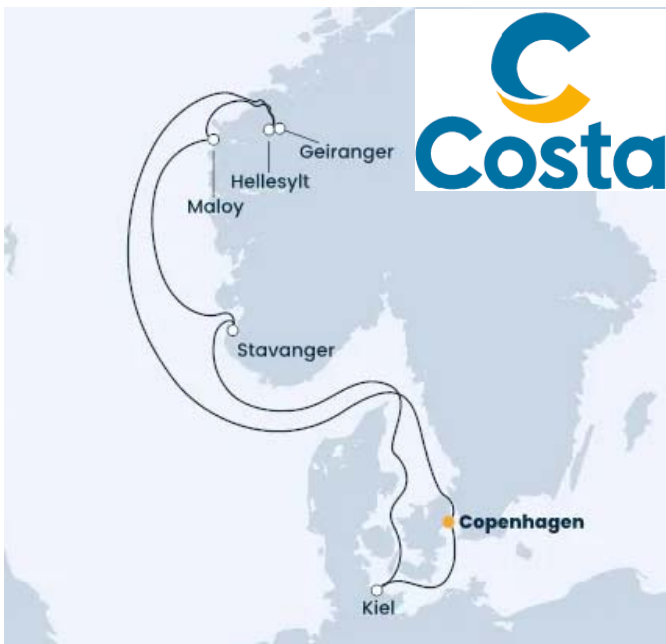 Costa
Geiranger
Hellesylt
Maloy
Stavanger
Copenhagen
Kiel